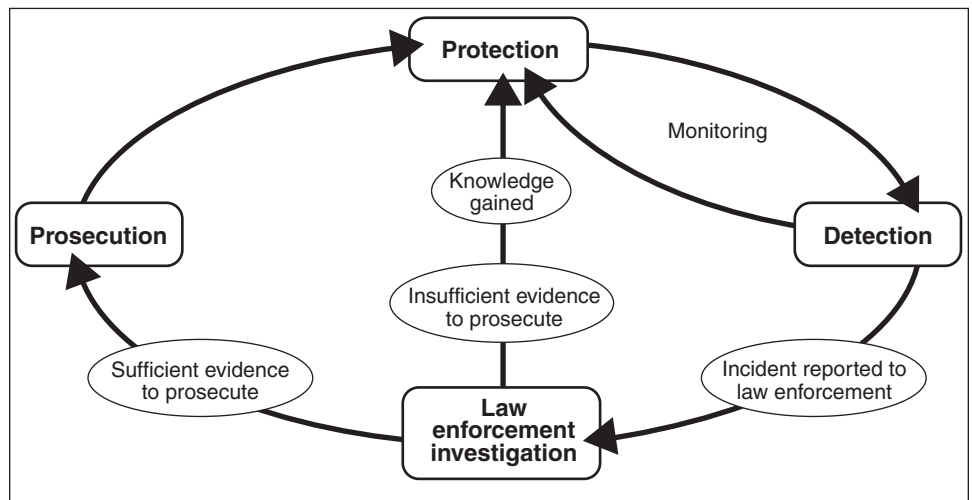 Protection
Monitoring
Knowledge
gained
Prosecution
Detection
Insufficient evidence
to prosecute
Sufficient evidence
to prosecute
Incident reported to
law enforcement
Law
enforcement
investigation